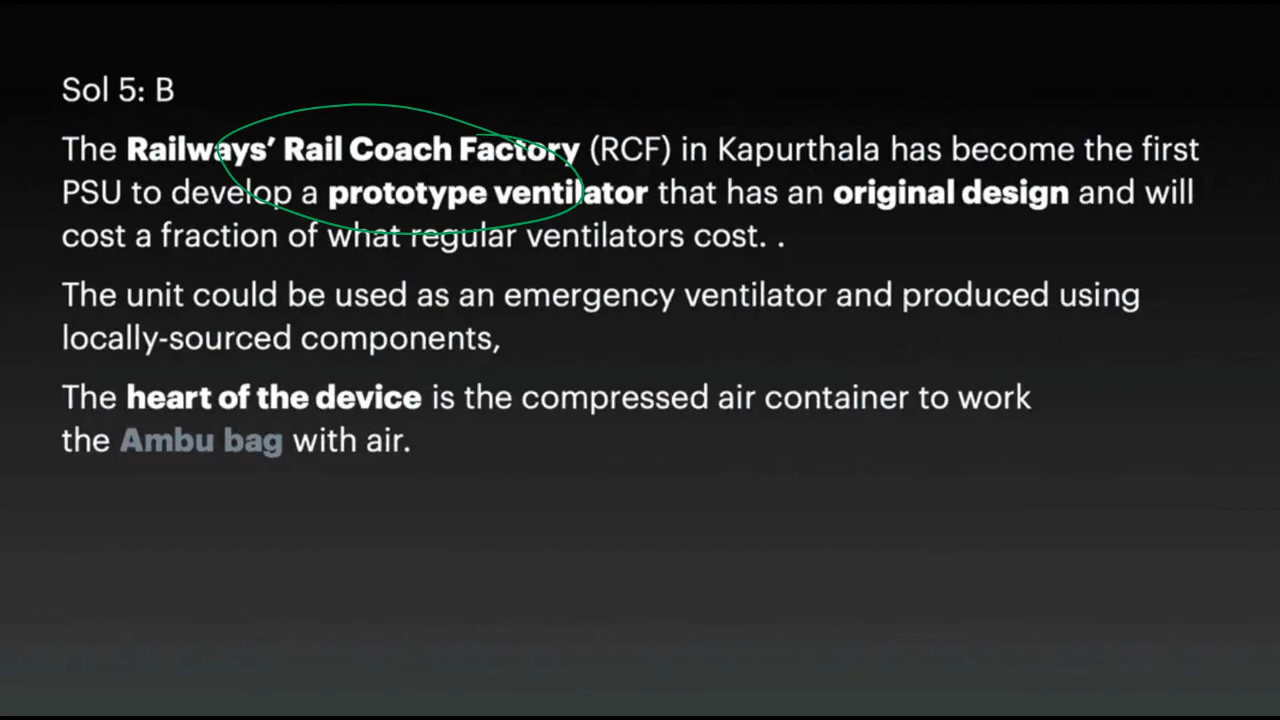 Sol 5: B
The Railways' Rail Coach Factory (RCF) in Kapurthala has become the first
PSU to develop a prototype ventilator that has an original design and will
cost a fraction of what regular ventilators cost. .
The unit could be used as an emergency ventilator and produced using
locally-sourced components,
The heart of the device is the compressed air container to work
the Ambu bag with air.